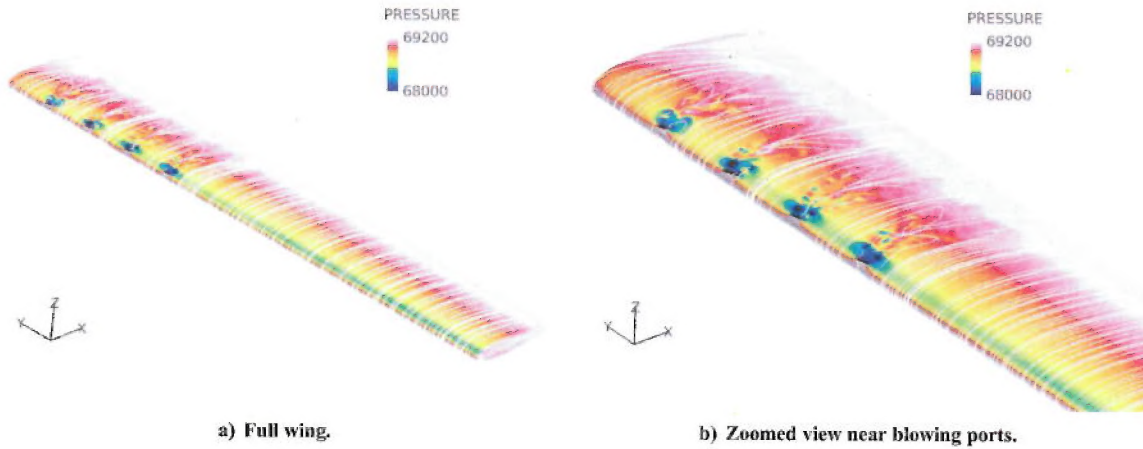 PRESSURE
69200
68000
Z
Y
X
a) Full wing.
PRESSURE
69200
68000
Z
Y
X
b) Zoomed view near blowing ports.